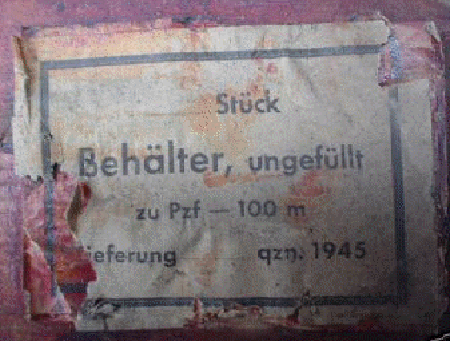 Stück
Behälter, ungefüllt
zu Pzf — 100 m
ieferung qzn. 1945